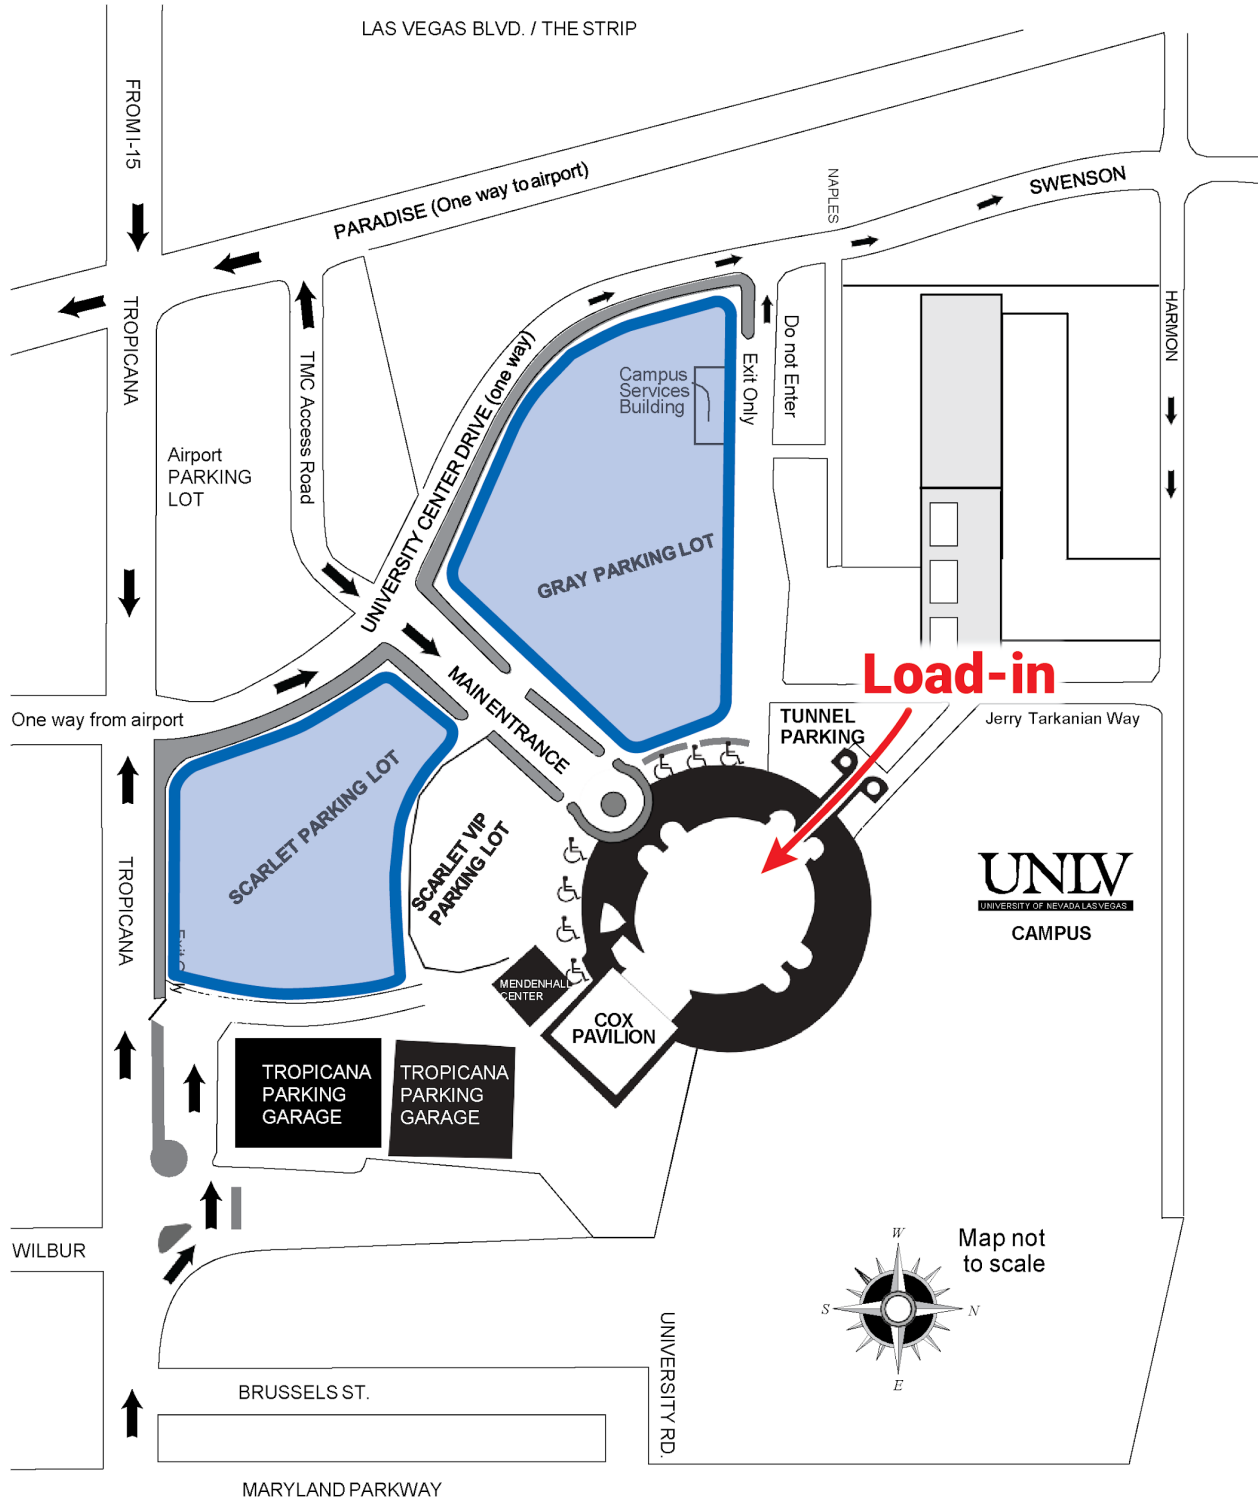 LAS VEGAS BLVD. / THE STRIP
FROM I-15
PARADISE (One way to airport)
NAPLES
SWENSON
TROPICANA
HARMON
TMC Access Road
UNIVERSITY CENTER DRIVE (one way)
Do not Enter
Exit Only
Campus
Services
Building
Airport
PARKING
LOT
GRAY PARKING LOT
Load-in
MAIN ENTRANCE
One way from airport
TUNNEL
PARKING
Jerry Tarkanian Way
SCARLET PARKING LOT
SCARLET VIP
PARKING LOT
TROPICANA
UNLV
UNIVERSITY OF NEVADA LAS VEGAS
CAMPUS
MENDENHALL
CENTER
COX
PAVILION
TROPICANA
PARKING
GARAGE
TROPICANA
PARKING
GARAGE
WILBUR
Map not
to scale
W
S
N
E
UNIVERSITY RD.
BRUSSELS ST.
MARYLAND PARKWAY